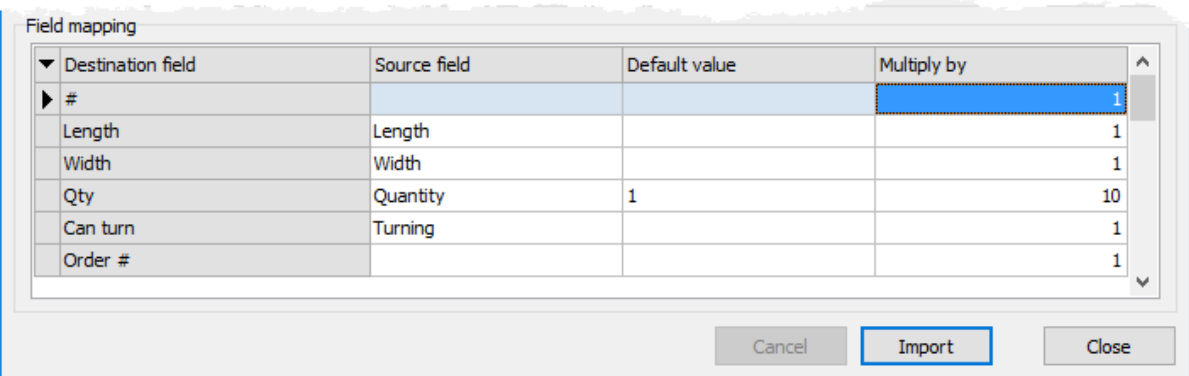 Field mapping
Destination field Source field Default value Multiply by
# 1
Length Length 1
Width Width 1
Qty Quantity 1 10
Can turn Turning 1
Order # 1
Cancel Import Close